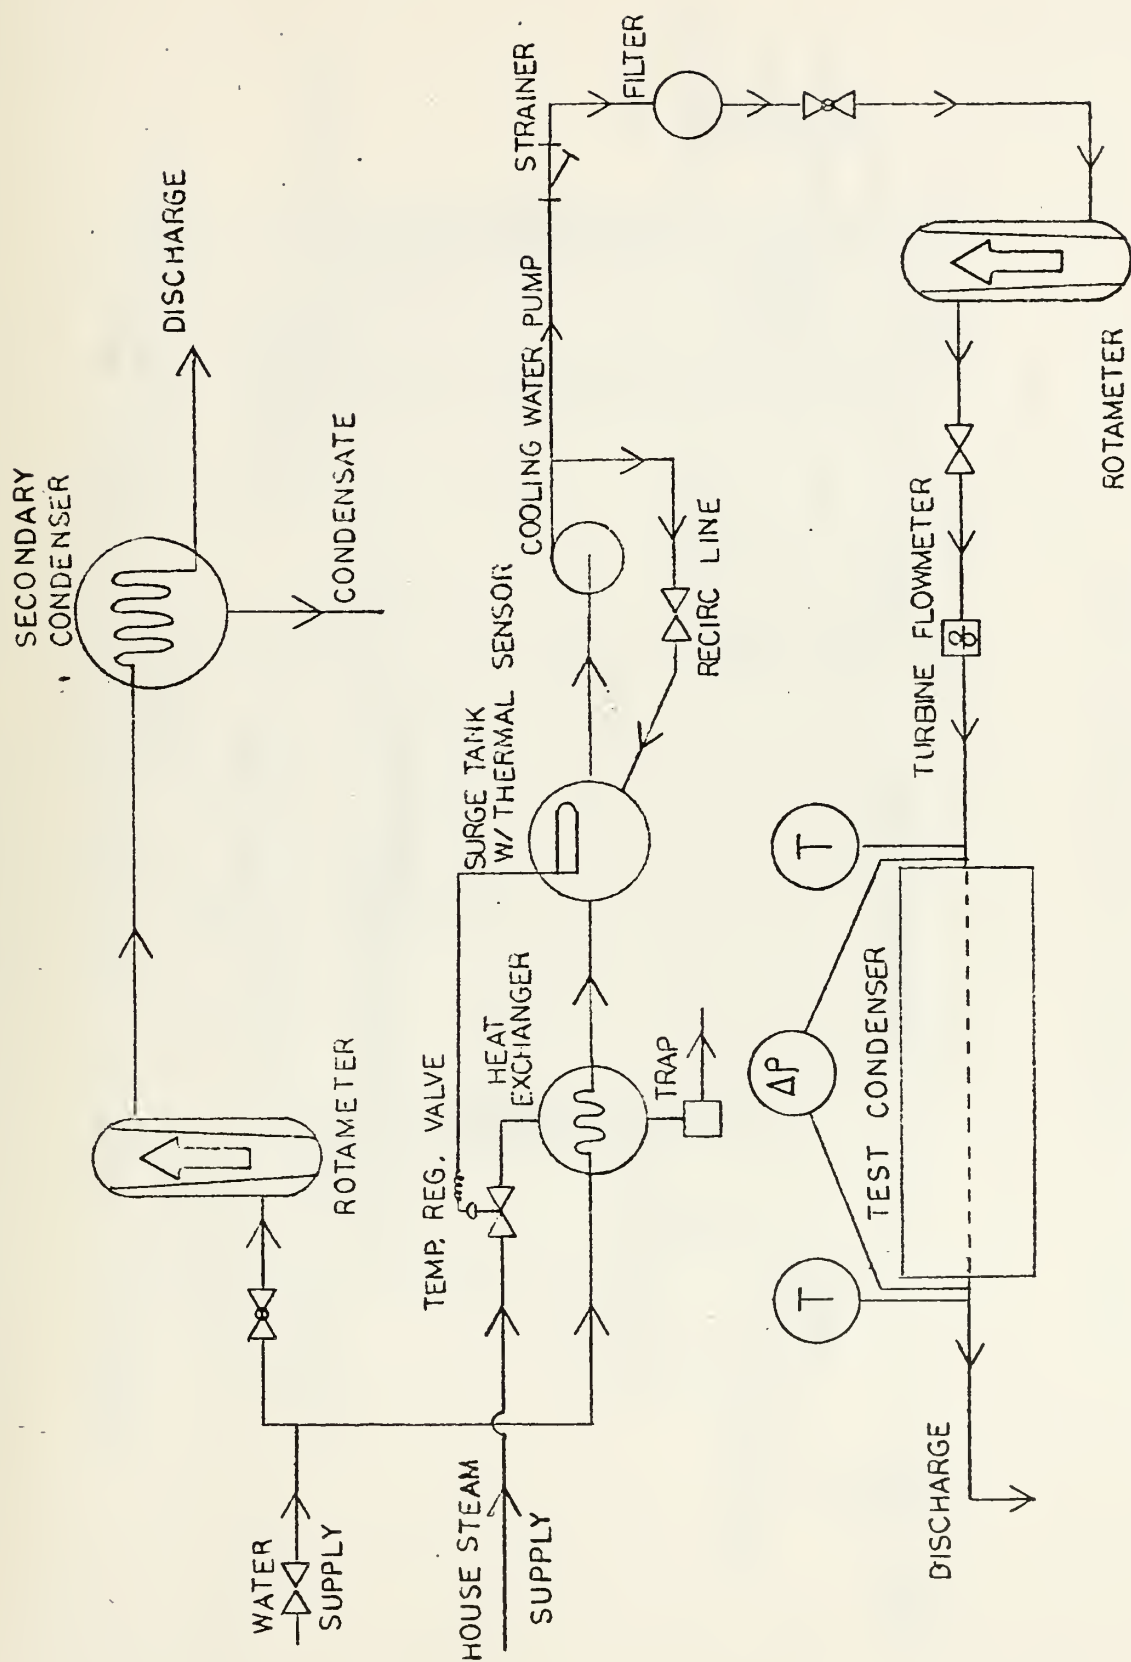 SECONDARY
CONDENSER
DISCHARGE
CONDENSATE
ROTAMETER
WATER
SUPPLY
HOUSE STEAM
SUPPLY
TEMP. REG. VALVE
HEAT
EXCHANGER
TRAP
SURGE TANK
W/ THERMAL SENSOR
COOLING WATER PUMP
RECIRC LINE
STRAINER
FILTER
ROTAMETER
TURBINE FLOWMETER
T
ΔP
T
TEST CONDENSER
DISCHARGE